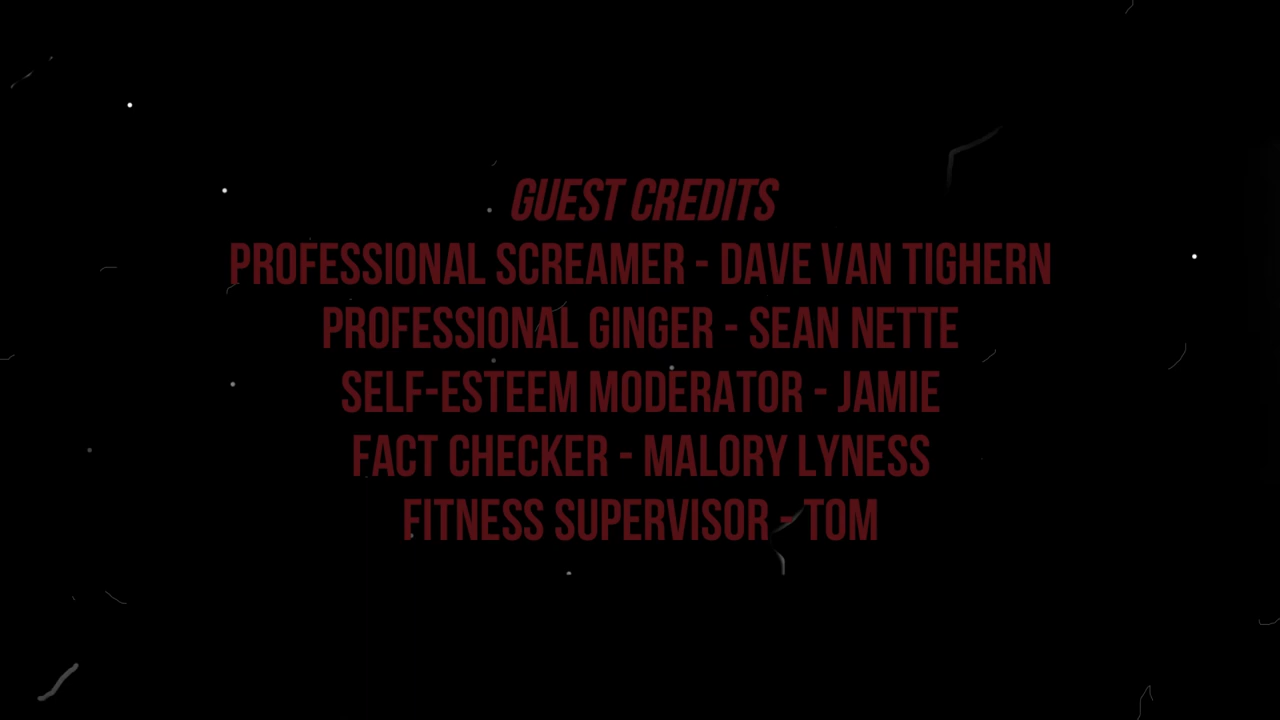 GUEST CREDITS
PROFESSIONAL SCREAMER - DAVE VAN TIGHERN
PROFESSIONAL GINGER - SEAN NETTE
SELF-ESTEEM MODERATOR - JAMIE
FACT CHECKER - MALORY LYNESS
FITNESS SUPERVISOR - TOM